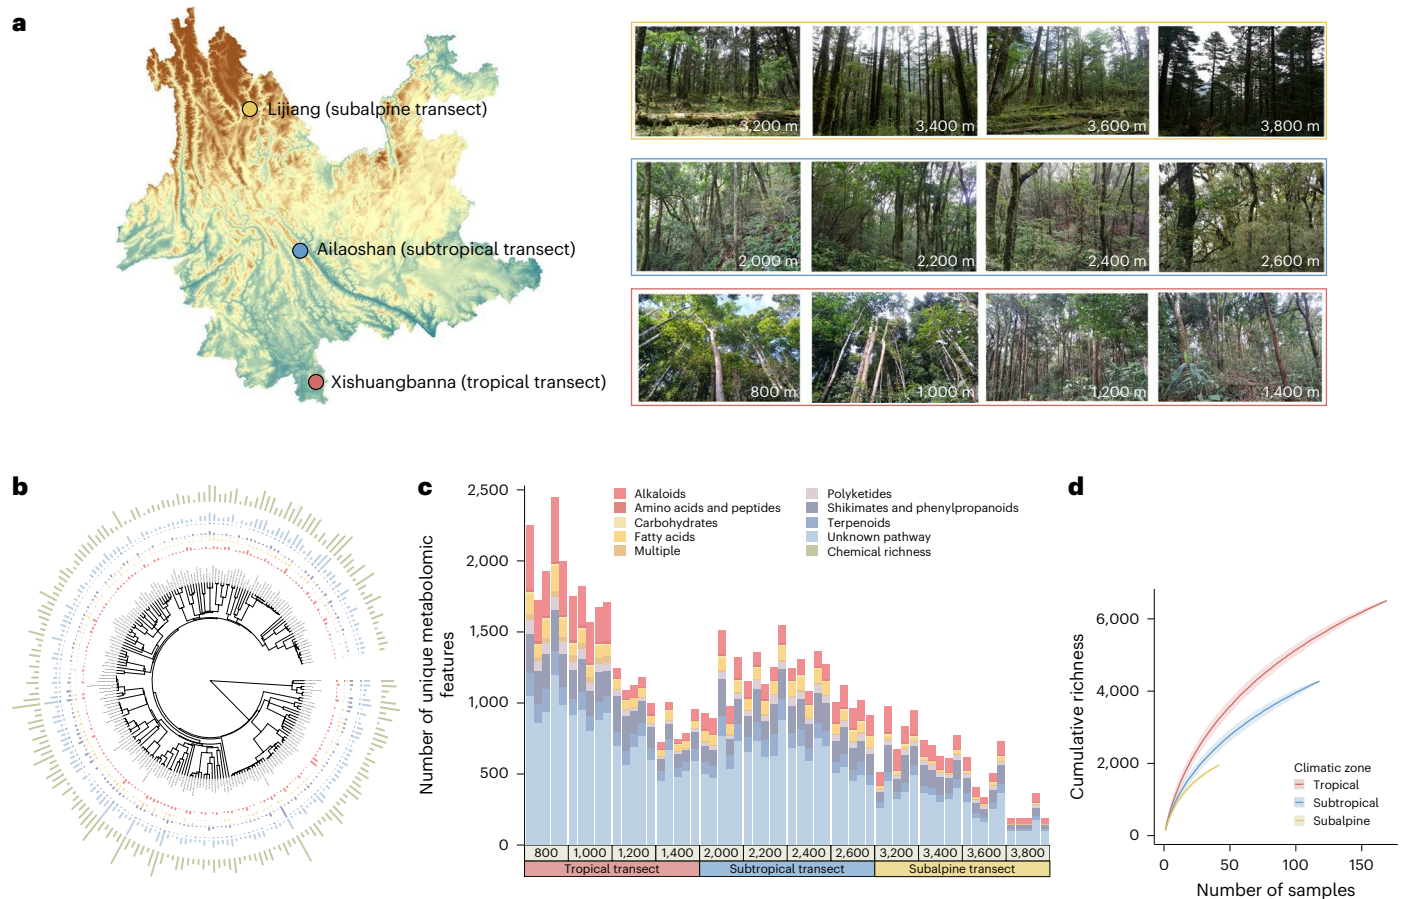 a
Lijiang (subalpine transect)
Ailaoshan (subtropical transect)
Xishuangbanna (tropical transect)
3,200 m
3,400 m
3,600 m
3,800 m
2,000 m
2,200 m
2,400 m
2,600 m
800 m
1,000 m
1,200 m
1,400 m
b
c
Number of unique metabolomic
features
2,500
2,000
1,500
1,000
500
0
Alkaloids
Amino acids and peptides
Carbohydrates
Fatty acids
Multiple
Polyketides
Shikimates and phenylpropanoids
Terpenoids
Unknown pathway
Chemical richness
800
1,000
1,200
1,400
2,000
2,200
2,400
2,600
3,200
3,400
3,600
3,800
Tropical transect
Subtropical transect
Subalpine transect
d
Cumulative richness
6,000
4,000
2,000
0
Climatic zone
Tropical
Subtropical
Subalpine
0
50
100
150
Number of samples